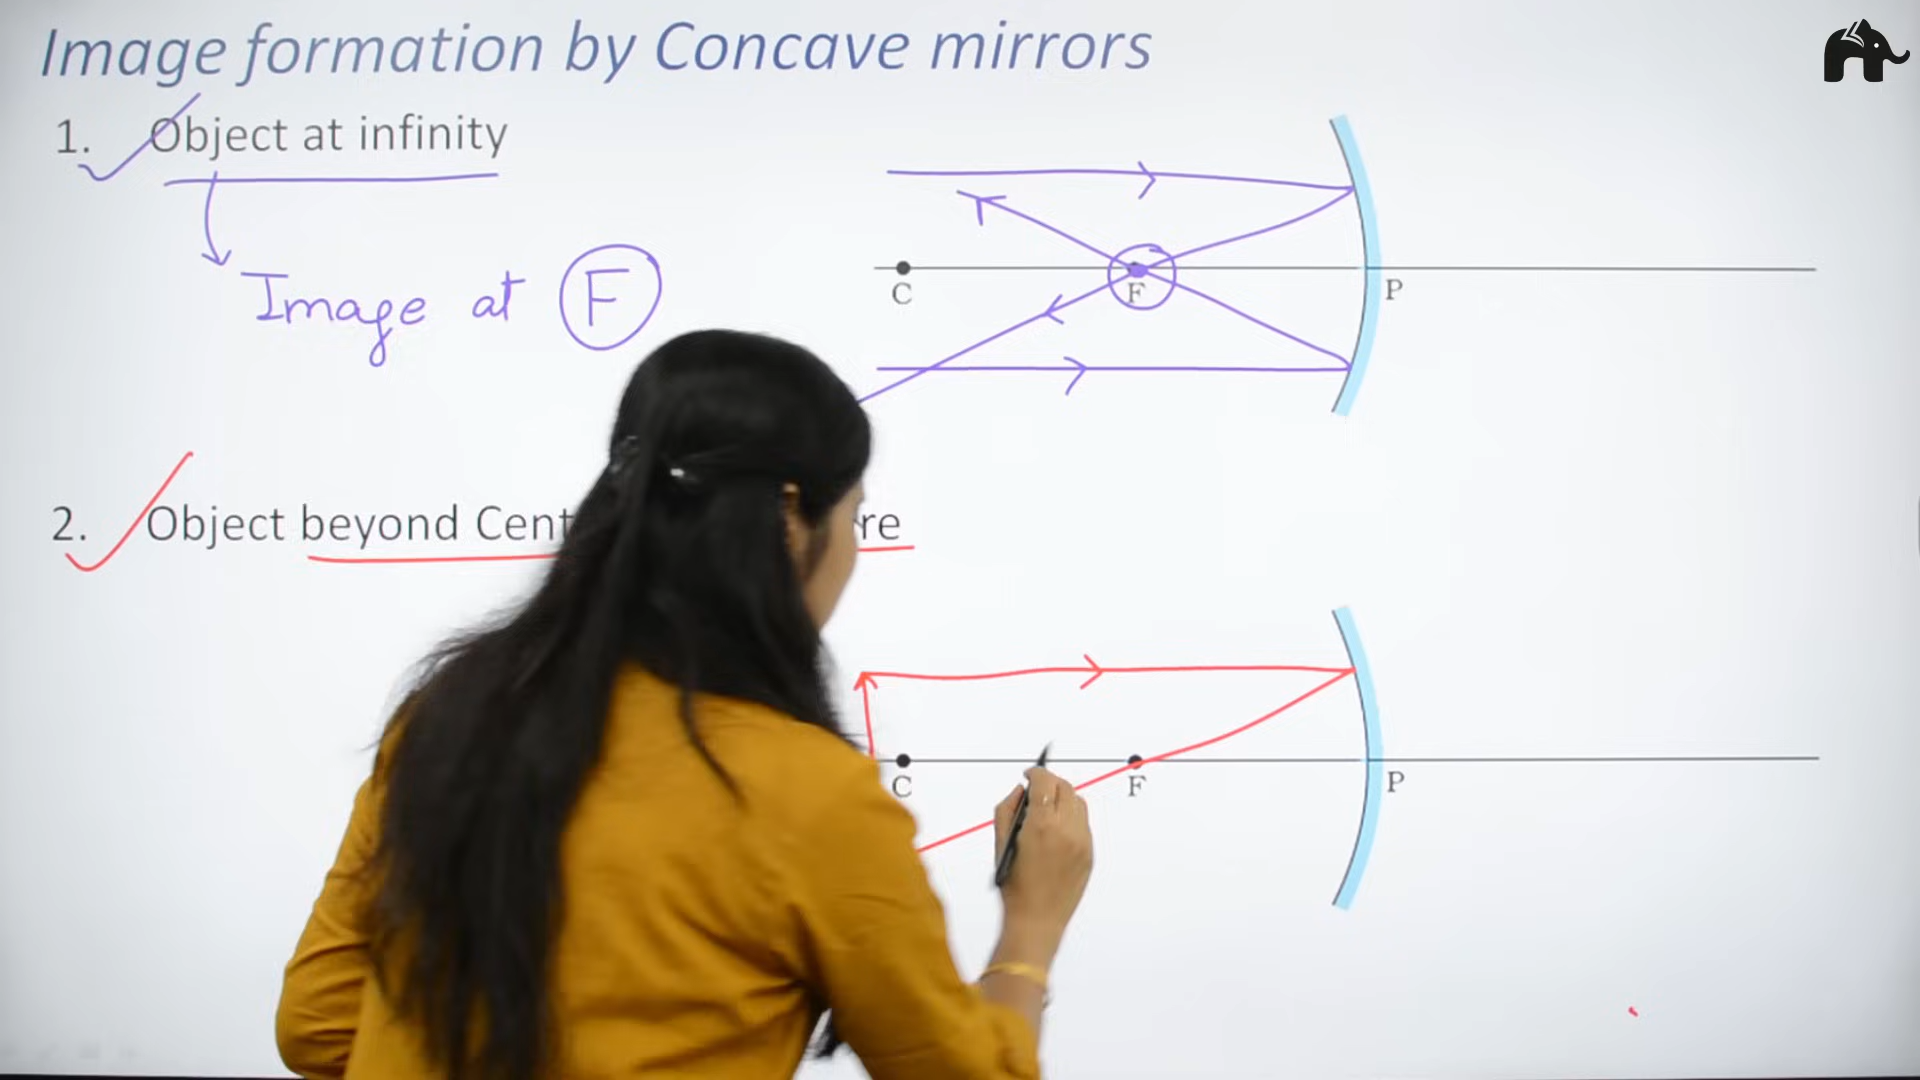 Image formation by Concave mirrors
1. Object at infinity
Image at F
C F P
2. Object beyond Cent re
C F P